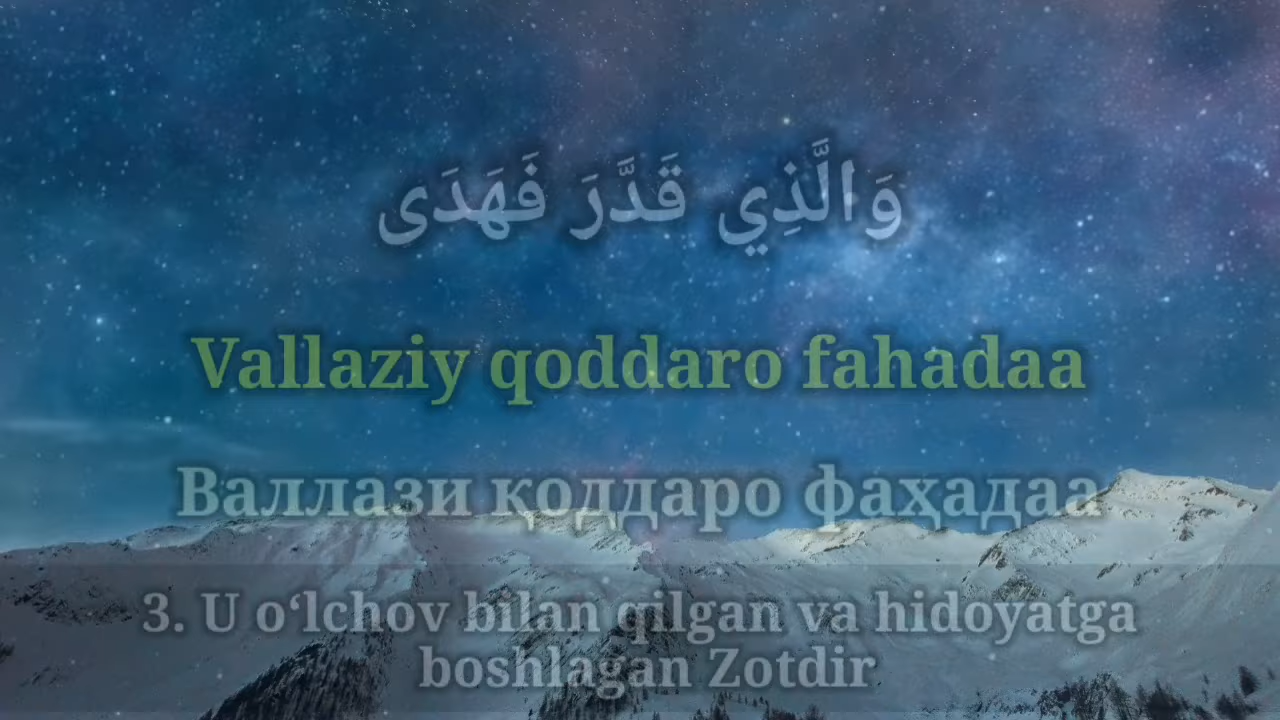 وَالَّذِي قَدَّرَ فَهَدَى
Vallaziy qoddaro fahadaa
Валлази қоддаро фаҳадаа
3. U oʻlchov bilan qilgan va hidoyatga
boshlagan Zotdir